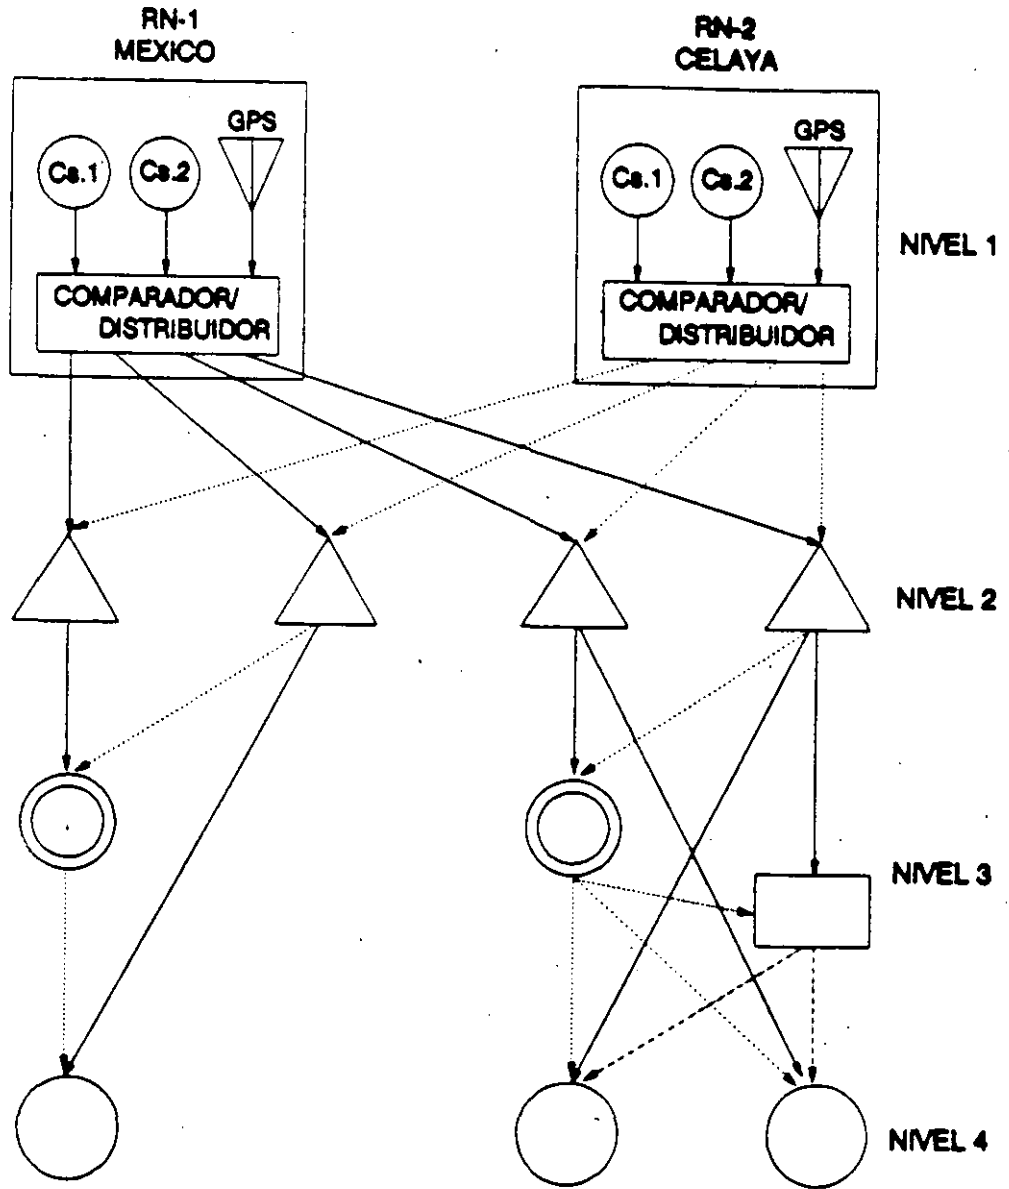 RN-1
MEXICO
RN-2
CELAYA
GPS
Cs.1
Cs.2
COMPARADOR/
DISTRIBUIDOR
GPS
Cs.1
Cs.2
COMPARADOR/
DISTRIBUIDOR
NIVEL 1
NIVEL 2
NIVEL 3
NIVEL 4